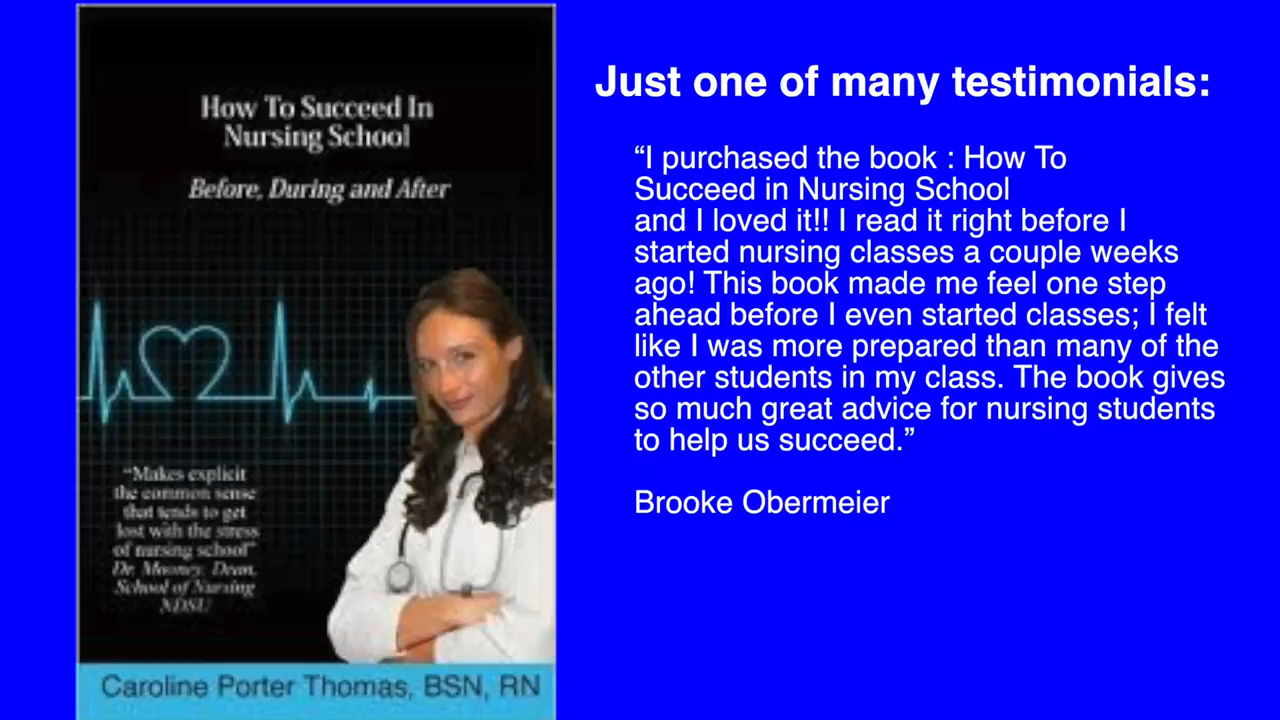 How To Succeed In
Nursing School
Before, During and After
"Makes explicit
the common sense
that tends to get
lost with the stress
of nursing school"
Dr. Mooney, Dean,
School of Nursing
NDSU
Caroline Porter Thomas, BSN, RN
Just one of many testimonials:
“I purchased the book : How To
Succeed in Nursing School
and I loved it!! I read it right before I
started nursing classes a couple weeks
ago! This book made me feel one step
ahead before I even started classes; I felt
like I was more prepared than many of the
other students in my class. The book gives
so much great advice for nursing students
to help us succeed.”
Brooke Obermeier